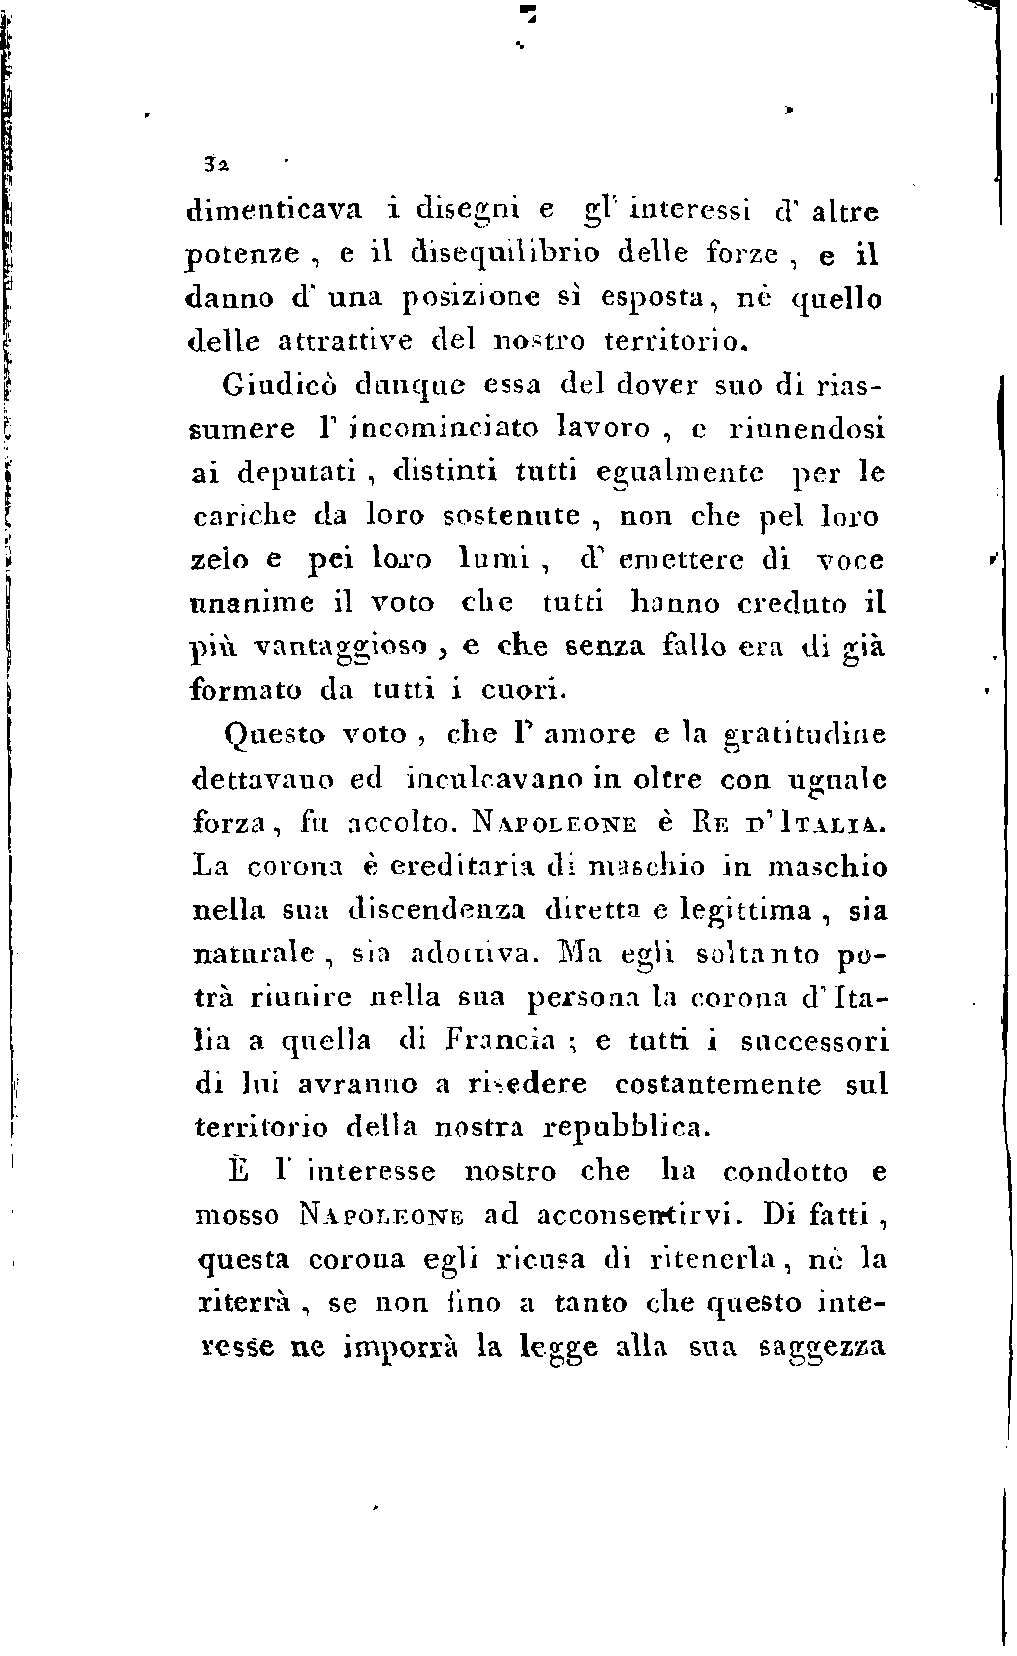 32
dimenticava i disegni e gl' interessi d' altre
potenze , e il disequilibrio delle forze , e il
danno d' una posizione sì esposta, nè quello
delle attrattive del nostro territorio.
Giudicò dunque essa del dover suo di rias-
sumere l' incominciato lavoro , e riunendosi
ai deputati , distinti tutti egualmente per le
cariche da loro sostenute , non che pel loro
zelo e pei loro lumi , d' emettere di voce
unanime il voto che tutti hanno creduto il
più vantaggioso , e che senza fallo era di già
formato da tutti i cuori.
Questo voto , che l' amore e la gratitudine
dettavano ed inculcavano in oltre con uguale
forza, fu accolto. NAPOLEONE è RE D'ITALIA.
La corona è ereditaria di maschio in maschio
nella sua discendenza diretta e legittima , sia
naturale , sia adottiva. Ma egli soltanto po-
trà riunire nella sua persona la corona d' Ita-
lia a quella di Francia ; e tutti i successori
di lui avranno a risedere costantemente sul
territorio della nostra repubblica.
È l' interesse nostro che ha condotto e
mosso NAPOLEONE ad acconsentirvi. Di fatti ,
questa corona egli ricusa di ritenerla, nè la
riterrà , se non fino a tanto che questo inte-
resse ne imporrà la legge alla sua saggezza